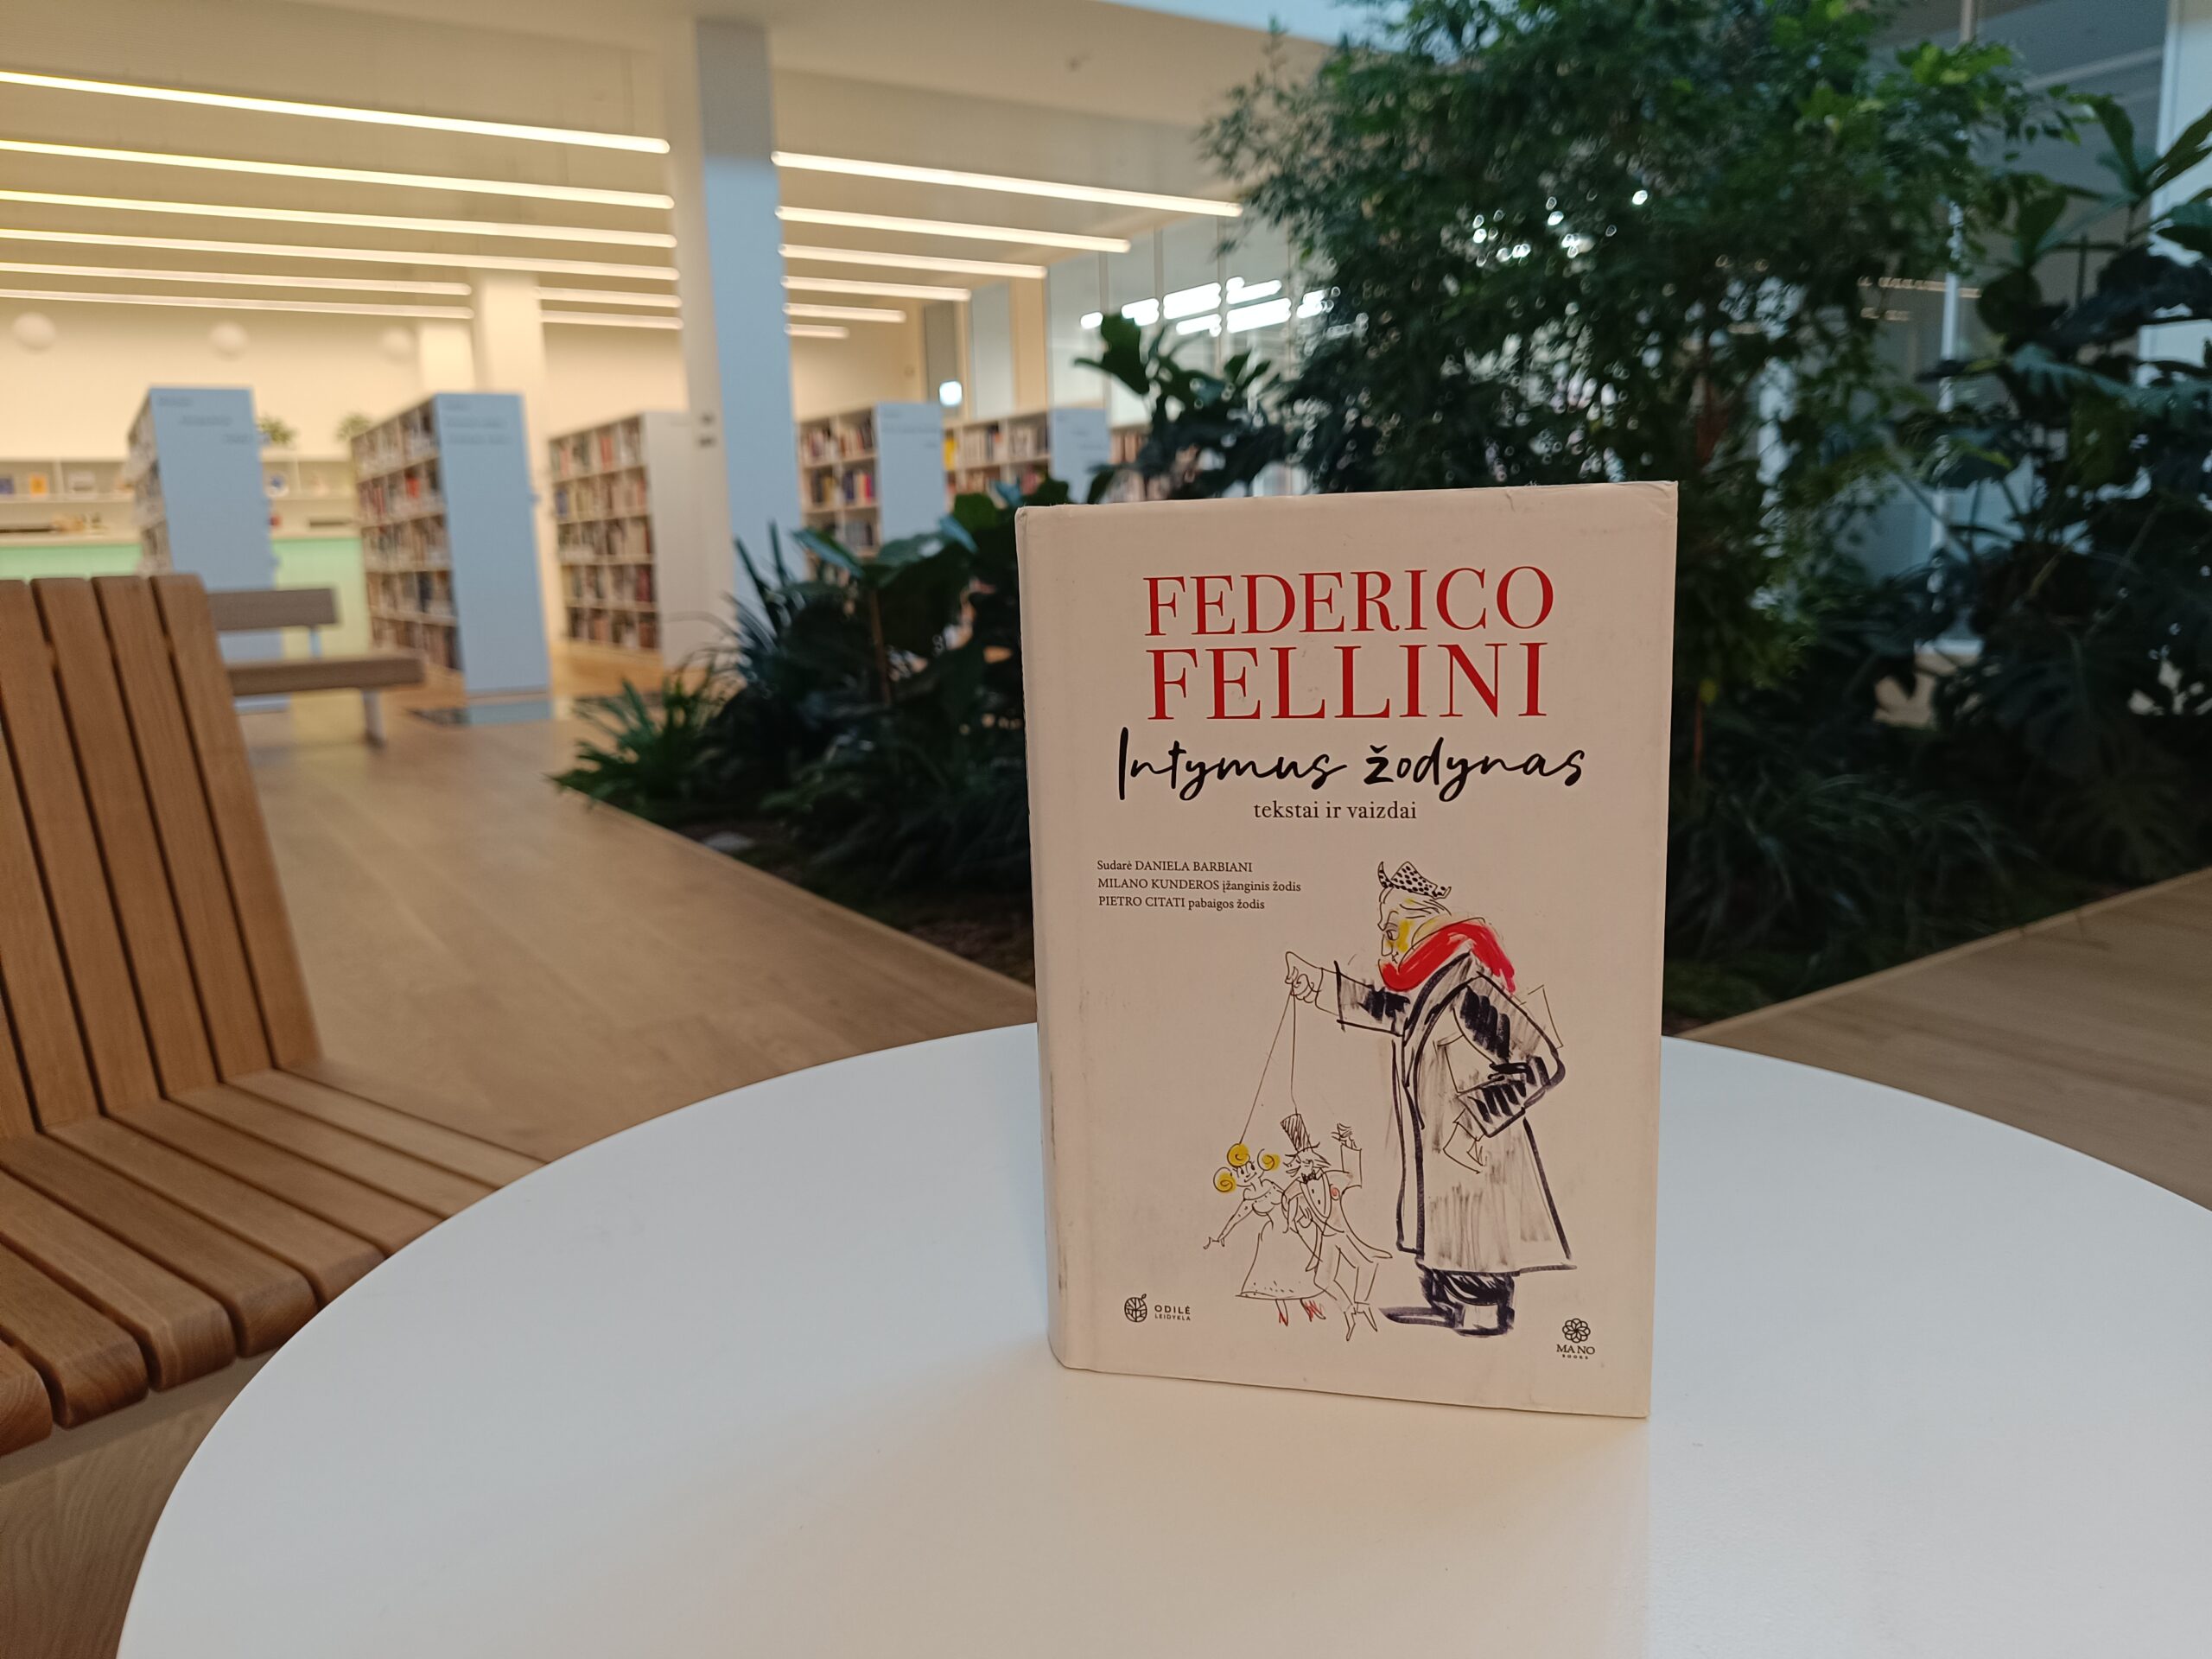 FEDERICO
FELLINI
Intymus žodynas
tekstai ir vaizdai
Sudarė DANIELA BARBIANI
MILANO KUNDEROS įžanginis žodis
PIETRO CITATI pabaigos žodis
ODILĖ
LEIDYKLA
MA NO
BOOKS